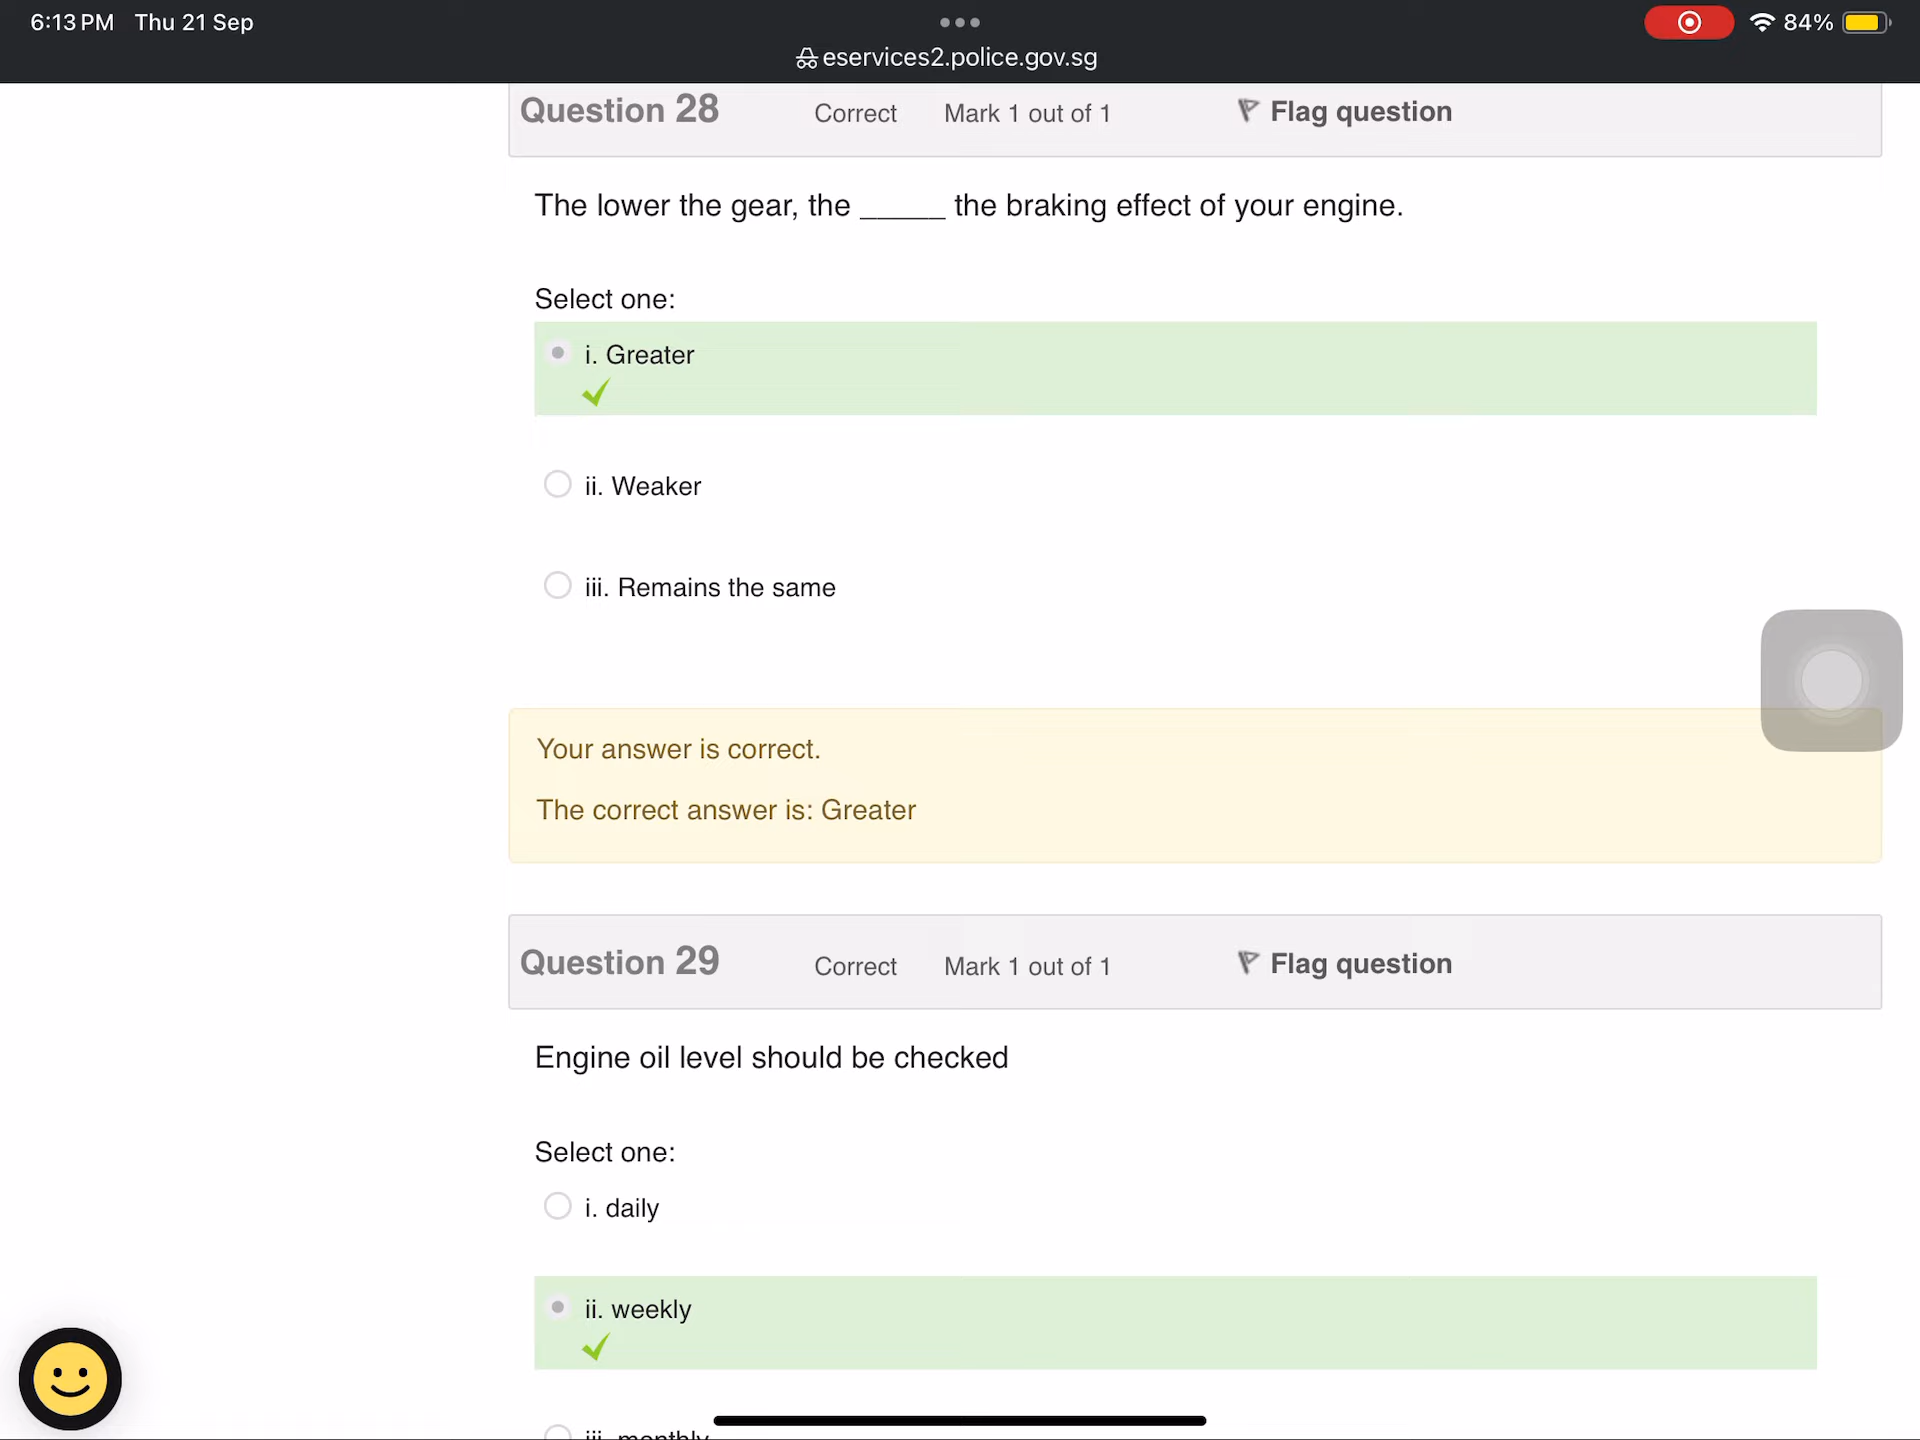 6:13 PM Thu 21 Sep
84%
eservices2.police.gov.sg
Question 28 Correct Mark 1 out of 1 Flag question
The lower the gear, the _____ the braking effect of your engine.
Select one:
i. Greater
ii. Weaker
iii. Remains the same
Your answer is correct.
The correct answer is: Greater
Question 29 Correct Mark 1 out of 1 Flag question
Engine oil level should be checked
Select one:
i. daily
ii. weekly
iii. monthly